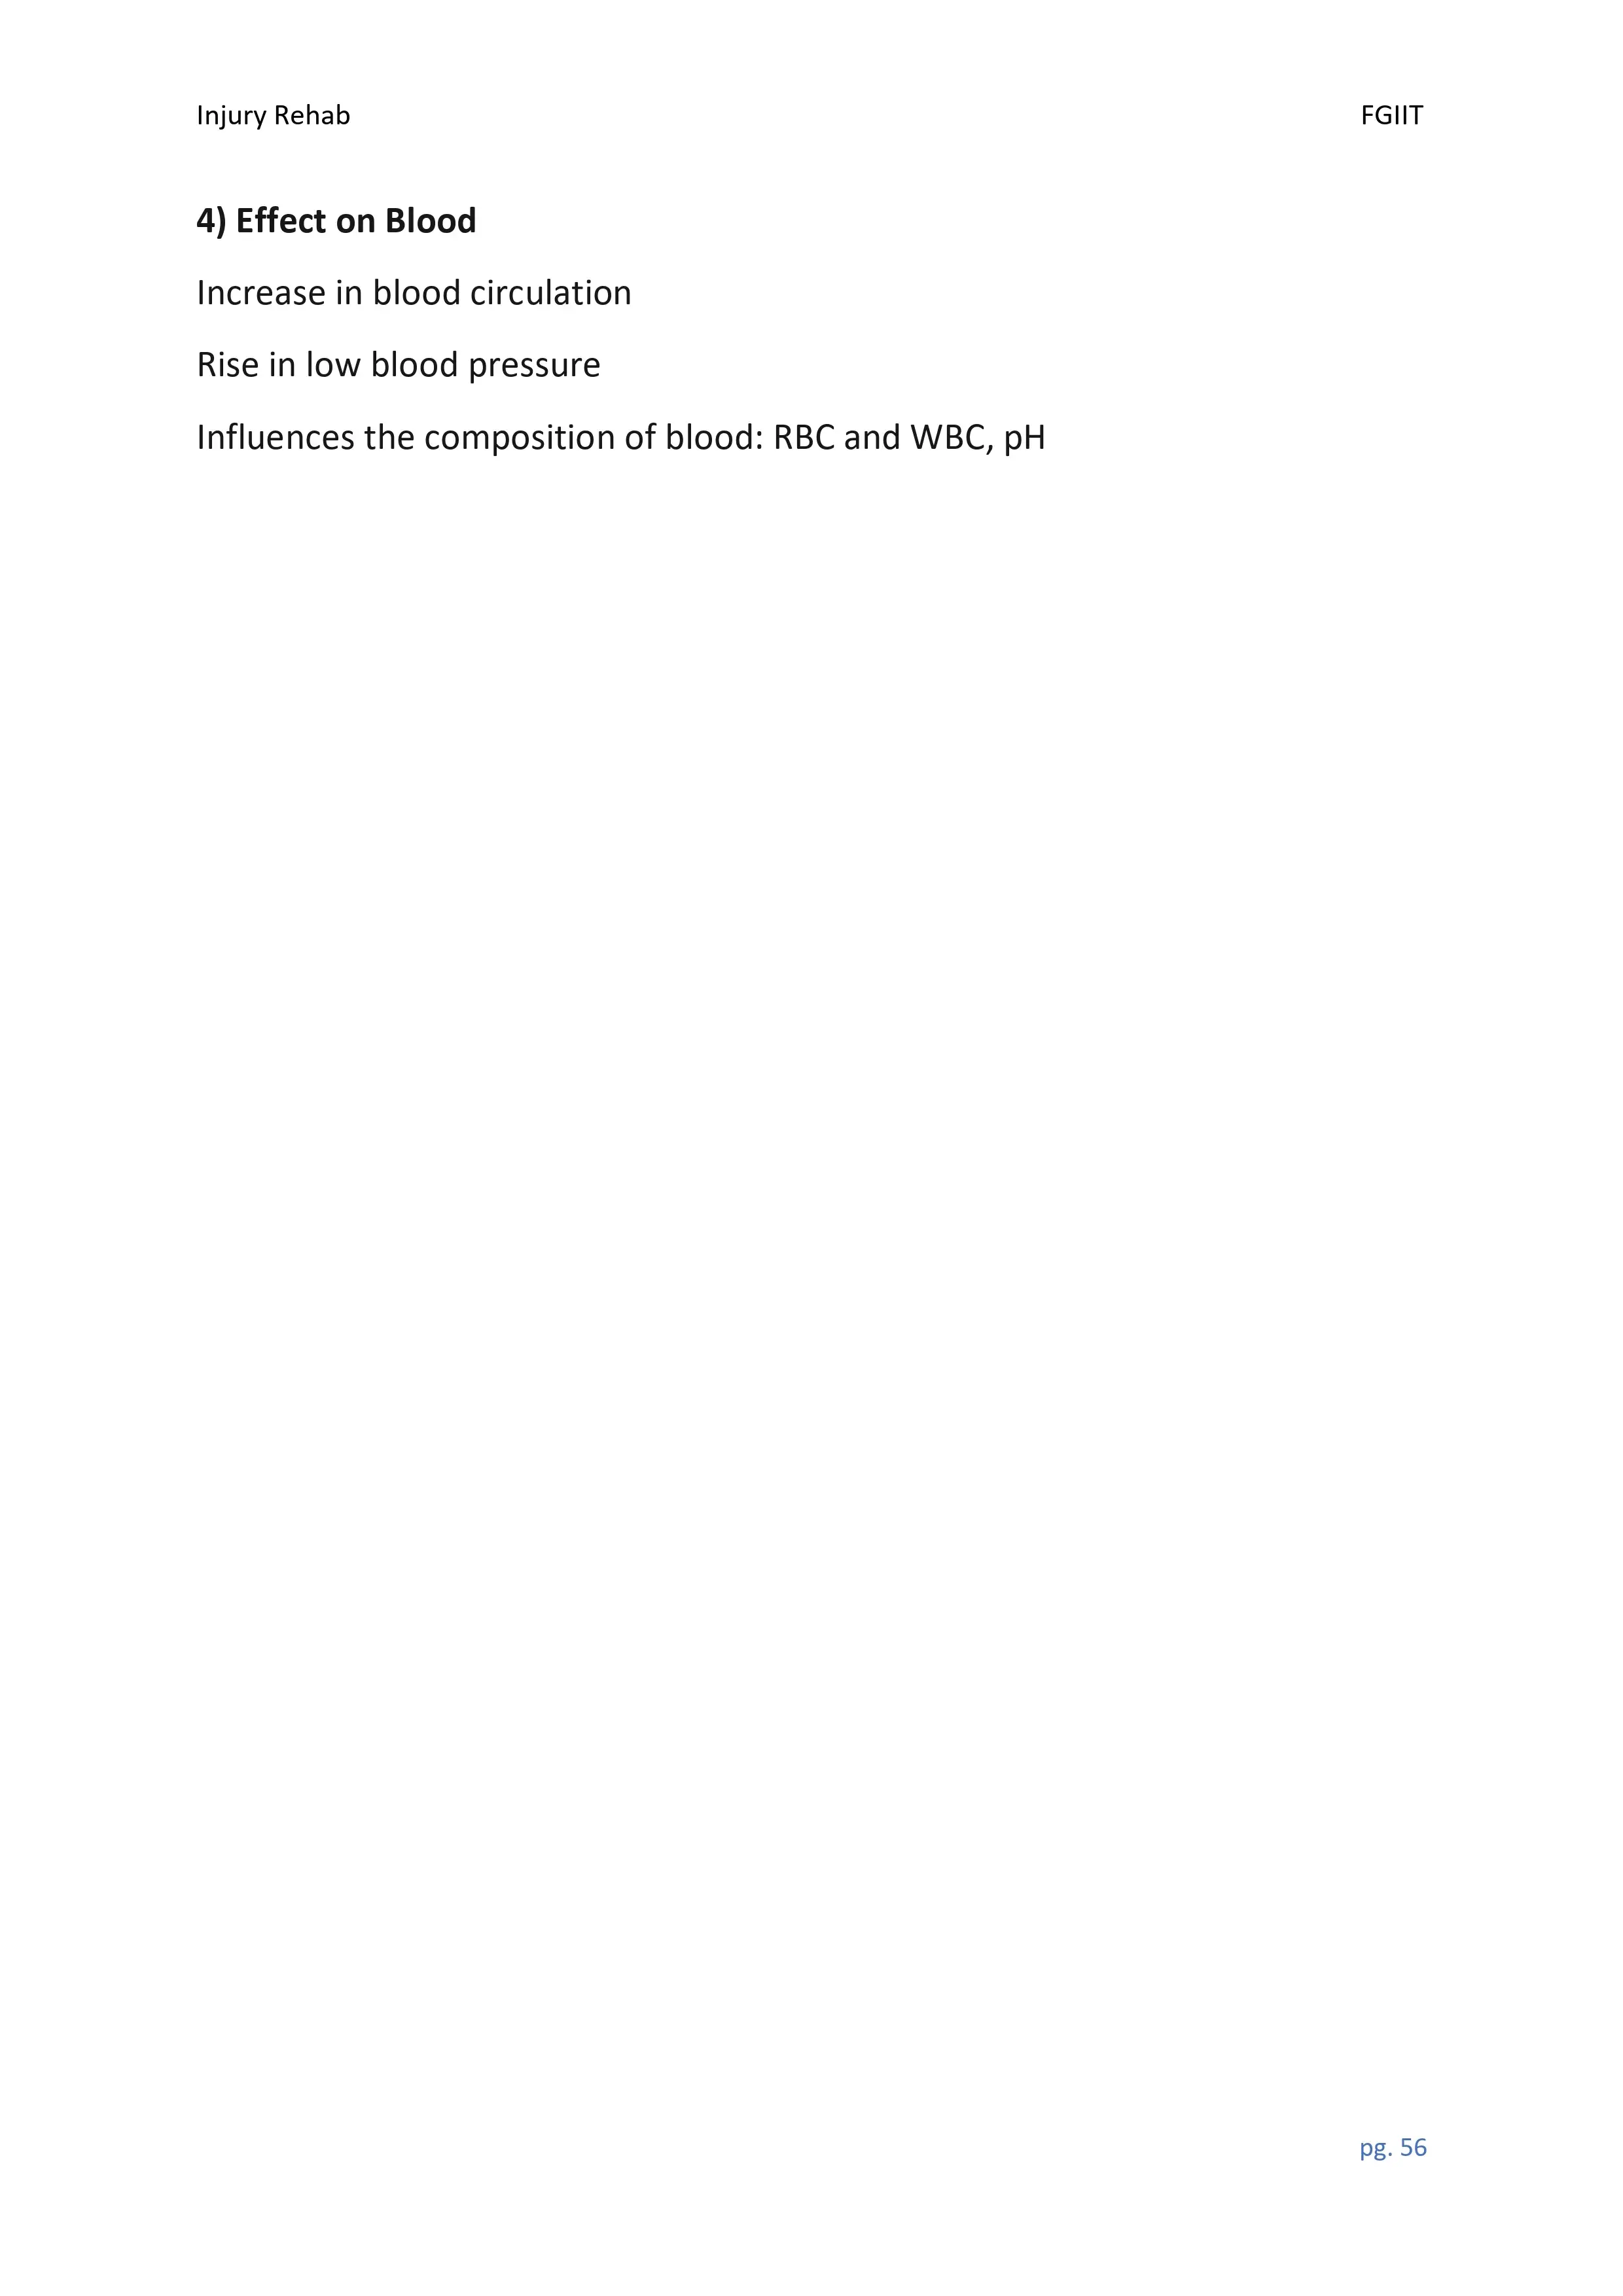 Injury Rehab FGIIT
4) Effect on Blood
Increase in blood circulation
Rise in low blood pressure
Influences the composition of blood: RBC and WBC, pH
pg. 56